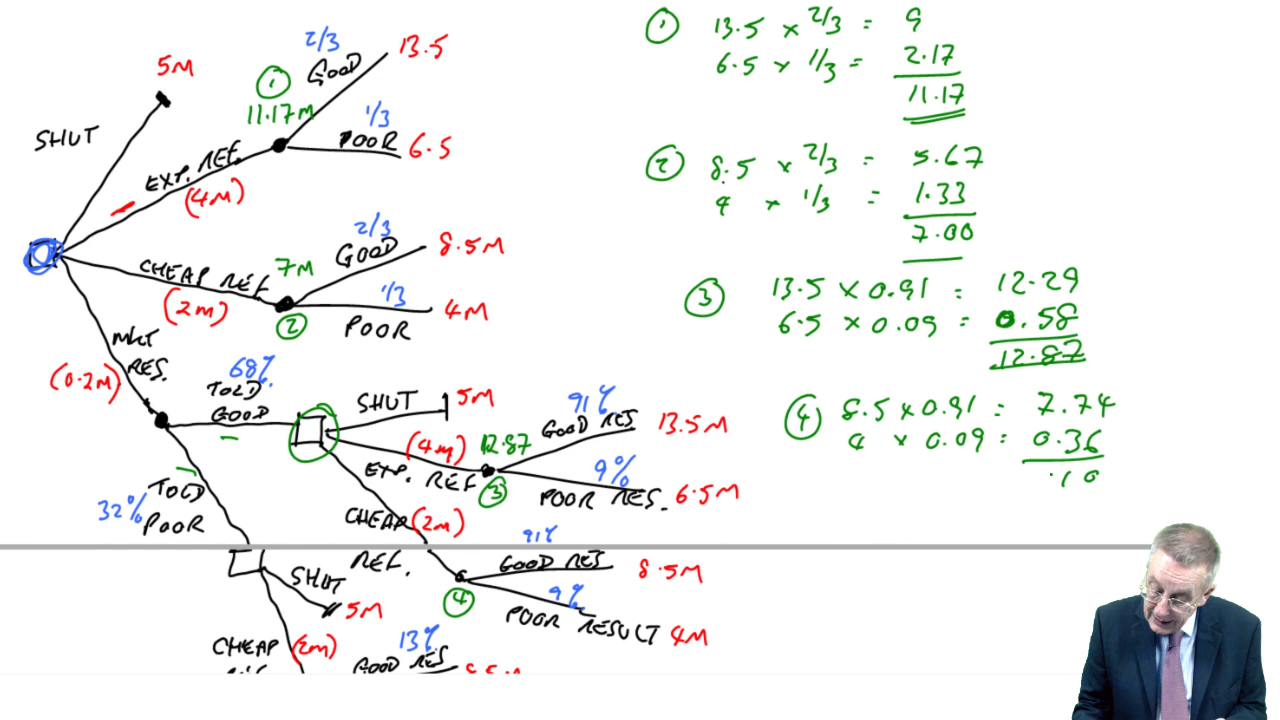 5M
SHUT
EXP. REF.
(4M)
①
11.17M
2/3
GOOD
13.5
1/3
POOR
6.5
CHEAP REF.
(2m)
7M
②
2/3
GOOD
8.5M
1/3
POOR
4M
MKT
RES.
(0.2M)
68%
TOLD
GOOD
32%
TOLD
POOR
SHUT
5M
(4m)
EXP. REF
12.87
③
91%
GOOD RES
13.5M
9%
POOR RES.
6.5M
CHEAP
REF.
(2m)
④
91%
GOOD RES
8.5M
9%
POOR RESULT
4M
SHUT
5M
CHEAP
(2m)
13%
GOOD RES
① 13.5 x 2/3 = 9
6.5 x 1/3 = 2.17
11.17
② 8.5 x 2/3 = 5.67
4 x 1/3 = 1.33
7.00
③ 13.5 x 0.91 = 12.29
6.5 x 0.09 = 0.58
12.87
④ 8.5 x 0.91 = 7.74
4 x 0.09 = 0.36